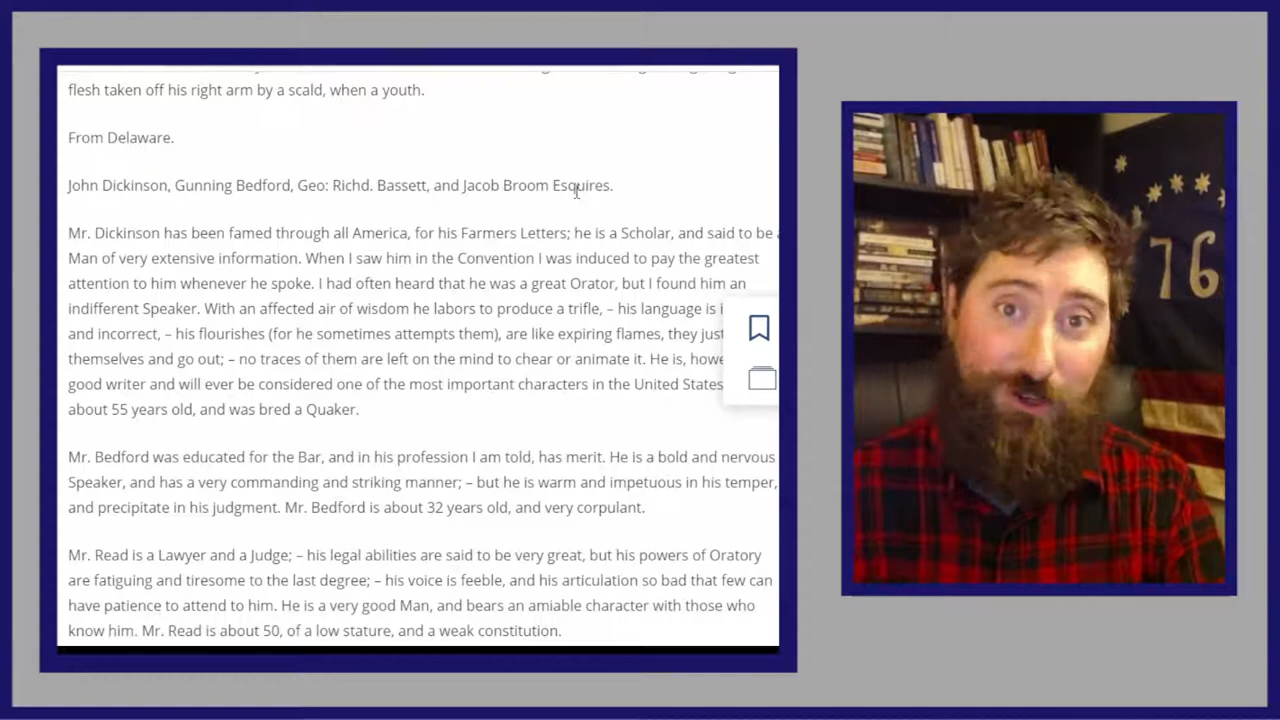 flesh taken off his right arm by a scald, when a youth.
From Delaware.
John Dickinson, Gunning Bedford, Geo: Richd. Bassett, and Jacob Broom Esquires.
Mr. Dickinson has been famed through all America, for his Farmers Letters; he is a Scholar, and said to be
Man of very extensive information. When I saw him in the Convention I was induced to pay the greatest
attention to him whenever he spoke. I had often heard that he was a great Orator, but I found him an
indifferent Speaker. With an affected air of wisdom he labors to produce a trifle, – his language is
and incorrect, – his flourishes (for he sometimes attempts them), are like expiring flames, they just
themselves and go out; – no traces of them are left on the mind to chear or animate it. He is,
good writer and will ever be considered one of the most important characters in the United States
about 55 years old, and was bred a Quaker.
Mr. Bedford was educated for the Bar, and in his profession I am told, has merit. He is a bold and nervous
Speaker, and has a very commanding and striking manner; – but he is warm and impetuous in his temper,
and precipitate in his judgment. Mr. Bedford is about 32 years old, and very corpulant.
Mr. Read is a Lawyer and a Judge; – his legal abilities are said to be very great, but his powers of Oratory
are fatiguing and tiresome to the last degree; – his voice is feeble, and his articulation so bad that few can
have patience to attend to him. He is a very good Man, and bears an amiable character with those who
know him. Mr. Read is about 50, of a low stature, and a weak constitution.
76